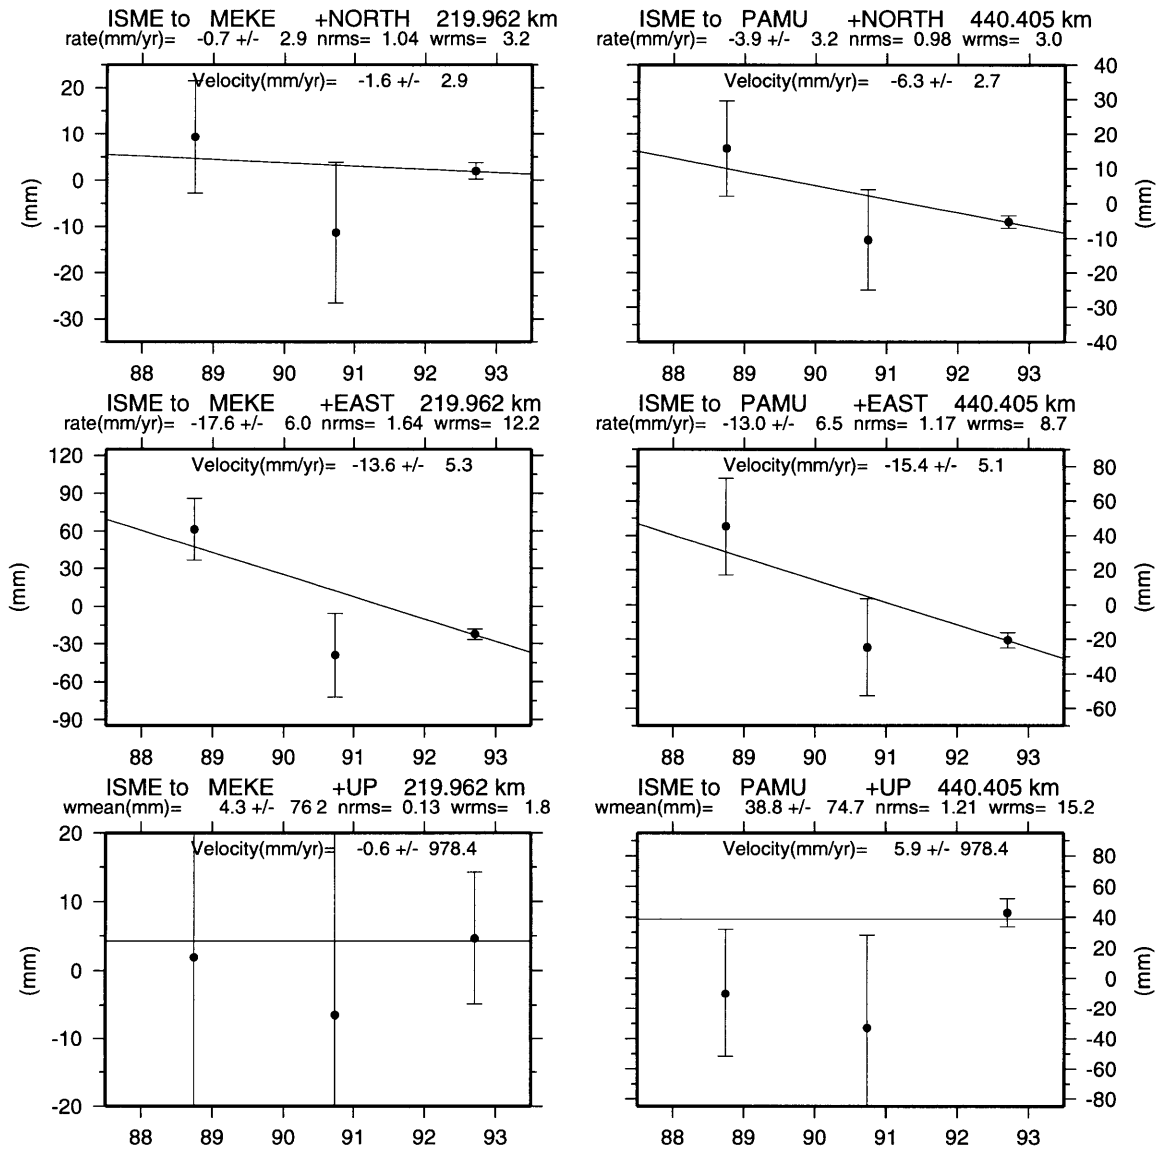 ISME to MEKE +NORTH 219.962 km
rate(mm/yr)= -0.7 +/- 2.9 nrms= 1.04 wrms= 3.2
Velocity(mm/yr)= -1.6 +/- 2.9
20
10
0
-10
-20
-30
(mm)
88 89 90 91 92 93
ISME to PAMU +NORTH 440.405 km
rate(mm/yr)= -3.9 +/- 3.2 nrms= 0.98 wrms= 3.0
Velocity(mm/yr)= -6.3 +/- 2.7
40
30
20
10
0
-10
-20
-30
-40
(mm)
88 89 90 91 92 93
ISME to MEKE +EAST 219.962 km
rate(mm/yr)= -17.6 +/- 6.0 nrms= 1.64 wrms= 12.2
Velocity(mm/yr)= -13.6 +/- 5.3
120
90
60
30
0
-30
-60
-90
(mm)
88 89 90 91 92 93
ISME to PAMU +EAST 440.405 km
rate(mm/yr)= -13.0 +/- 6.5 nrms= 1.17 wrms= 8.7
Velocity(mm/yr)= -15.4 +/- 5.1
80
60
40
20
0
-20
-40
-60
(mm)
88 89 90 91 92 93
ISME to MEKE +UP 219.962 km
wmean(mm)= 4.3 +/- 76 2 nrms= 0.13 wrms= 1.8
Velocity(mm/yr)= -0.6 +/- 978.4
20
10
0
-10
-20
(mm)
88 89 90 91 92 93
ISME to PAMU +UP 440.405 km
wmean(mm)= 38.8 +/- 74.7 nrms= 1.21 wrms= 15.2
Velocity(mm/yr)= 5.9 +/- 978.4
80
60
40
20
0
-20
-40
-60
-80
(mm)
88 89 90 91 92 93